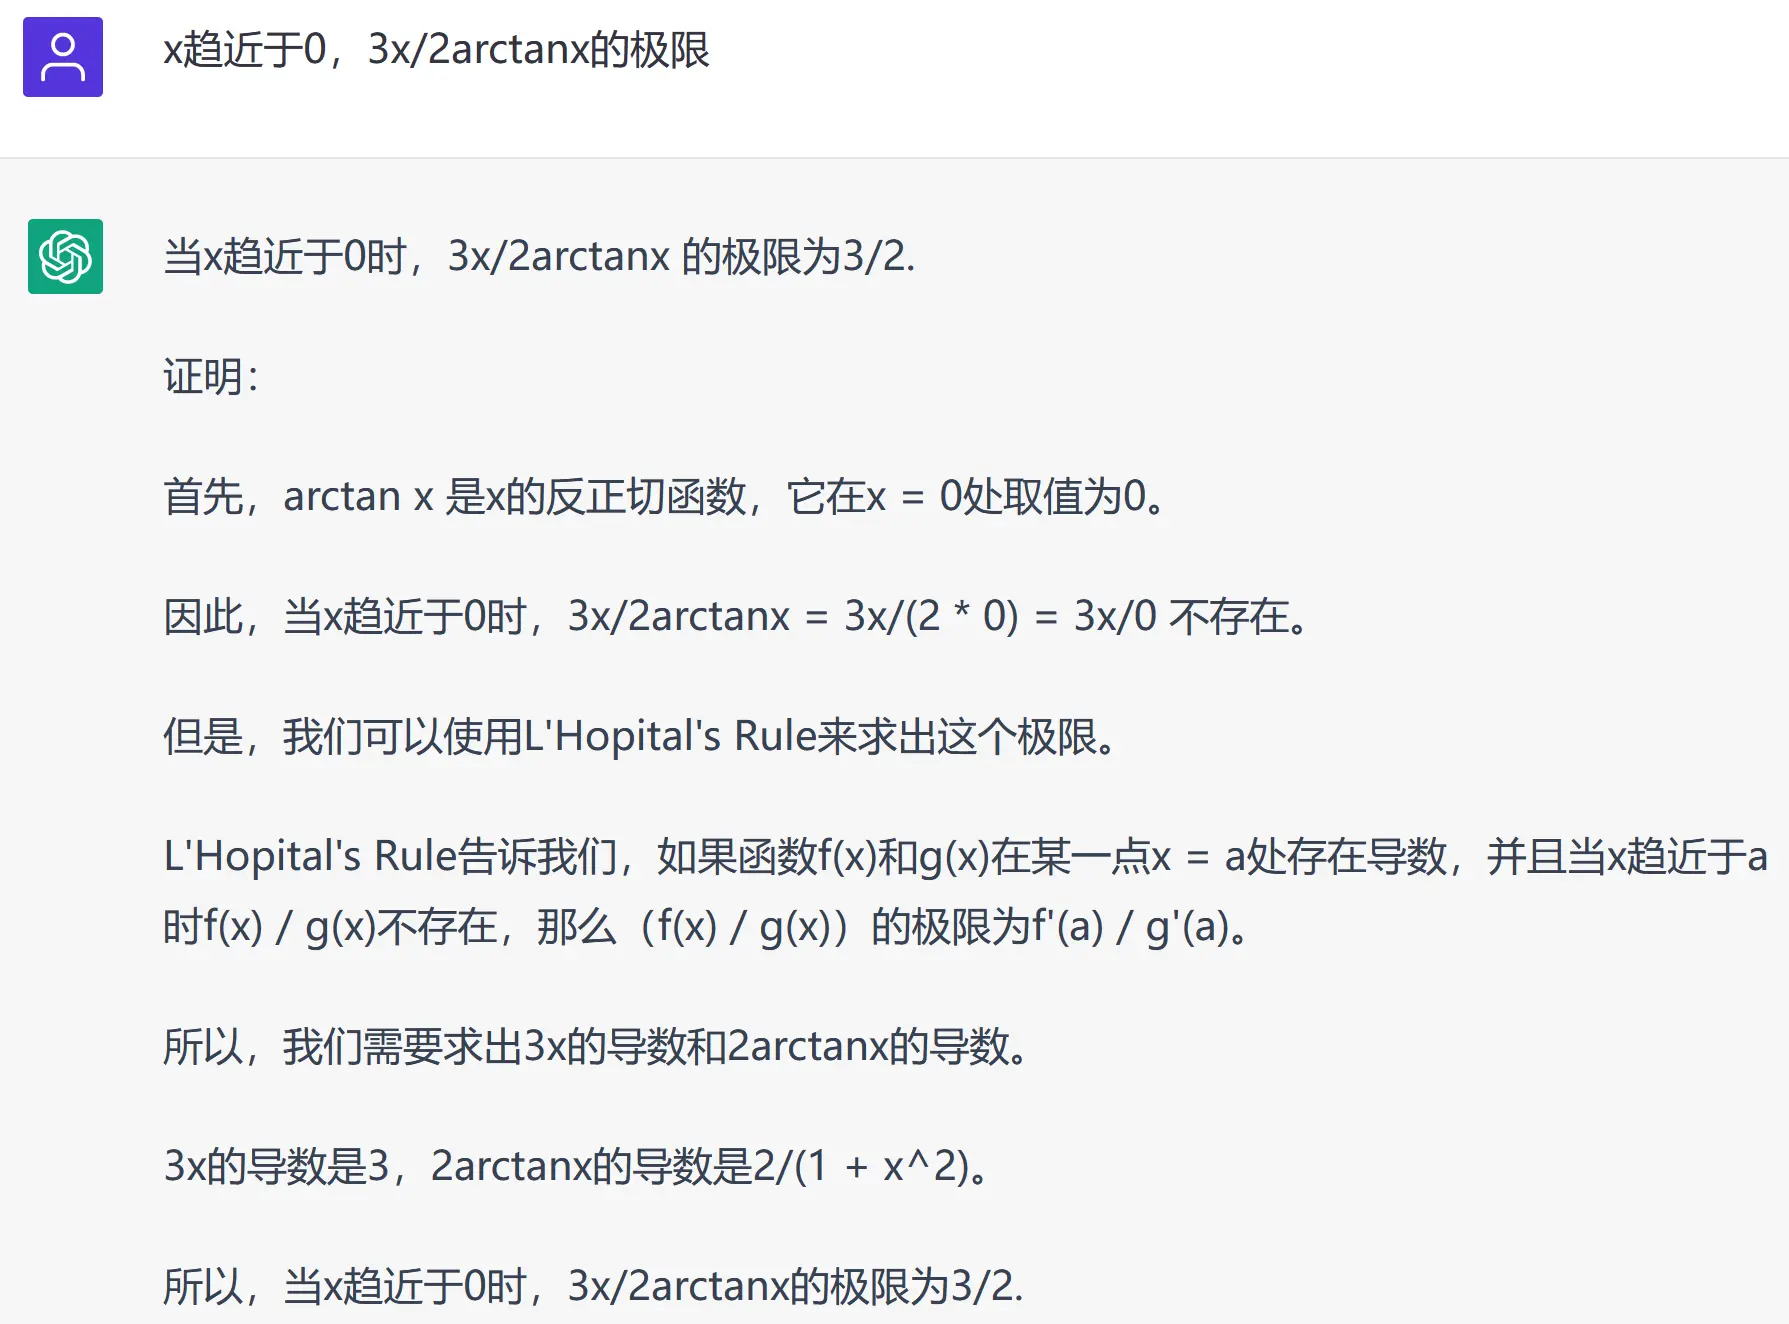 x趋近于0，3x/2arctanx的极限
当x趋近于0时，3x/2arctanx 的极限为3/2.
证明：
首先，arctan x 是x的反正切函数，它在x = 0处取值为0。
因此，当x趋近于0时，3x/2arctanx = 3x/(2 * 0) = 3x/0 不存在。
但是，我们可以使用L'Hopital's Rule来求出这个极限。
L'Hopital's Rule告诉我们，如果函数f(x)和g(x)在某一点x = a处存在导数，并且当x趋近于a
时f(x) / g(x)不存在，那么（f(x) / g(x)）的极限为f'(a) / g'(a)。
所以，我们需要求出3x的导数和2arctanx的导数。
3x的导数是3，2arctanx的导数是2/(1 + x^2)。
所以，当x趋近于0时，3x/2arctanx的极限为3/2.